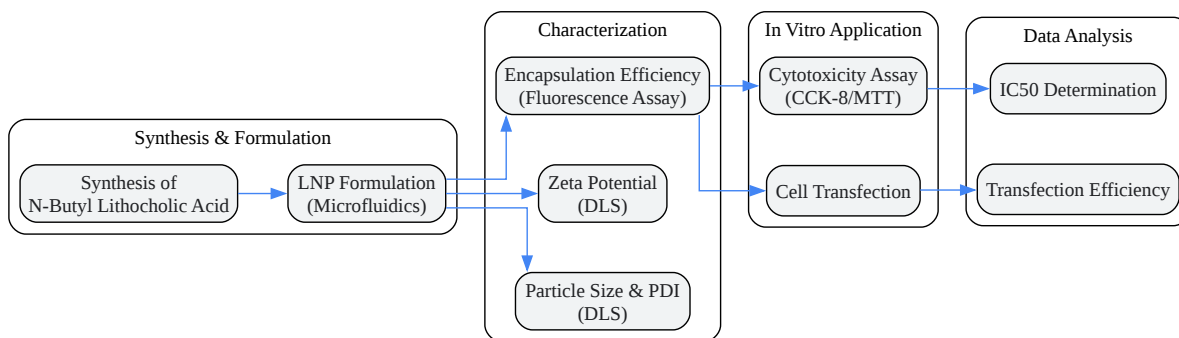 Synthesis & Formulation
Synthesis of
N-Butyl Lithocholic Acid
LNP Formulation
(Microfluidics)
Characterization
Encapsulation Efficiency
(Fluorescence Assay)
Zeta Potential
(DLS)
Particle Size & PDI
(DLS)
In Vitro Application
Cytotoxicity Assay
(CCK-8/MTT)
Cell Transfection
Data Analysis
IC50 Determination
Transfection Efficiency